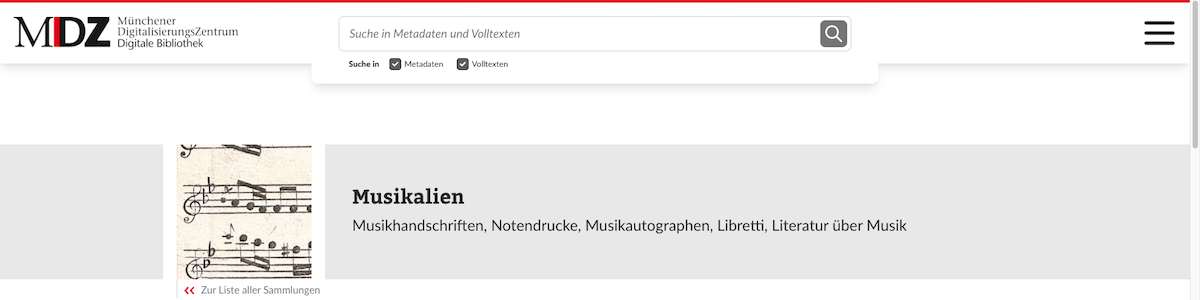 MDZ
Münchener
DigitalisierungsZentrum
Digitale Bibliothek
Suche in Metadaten und Volltexten
Suche in Metadaten Volltexten
Musikalien
Musikhandschriften, Notendrucke, Musikautographen, Libretti, Literatur über Musik
Zur Liste aller Sammlungen